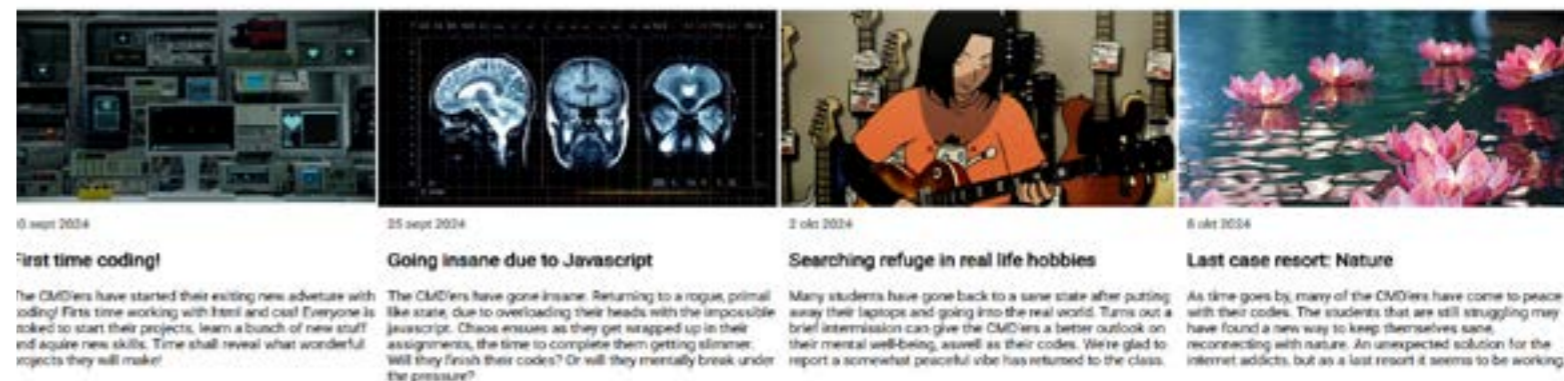 sept 2024
First time coding!
The CMD'ers have started their exiting new adveture with
coding! Firts time working with html and css! Everyone is
stoked to start their projects, learn a bunch of new stuff
and aquire new skills. Time shall reveal what wonderful
projects they will make!
25 sept 2024
Going insane due to Javascript
The CMD'ers have gone insane. Returning to a rogue, primal
like state, due to overloading their heads with the impossible
javascript. Chaos ensues as they get wrapped up in their
assignments, the time to complete them getting slimmer.
Will they finish their codes? Or will they mentally break under
the pressure?
2 okt 2024
Searching refuge in real life hobbies
Many students have gone back to a sane state after putting
away their laptops and going into the real world. Turns out a
brief intermission can give the CMD'ers a better outlook on
their mental well-being, aswell as their codes. We're glad to
report a somewhat peaceful vibe has returned to the class.
okt 2024
Last case resort: Nature
As time goes by, many of the CMD'ers have come to peace
with their codes. The students that are still struggling may
have found a new way to keep themselves sane,
reconnecting with nature. An unexpected solution for the
internet addicts, but as a last resort it seems to be working.